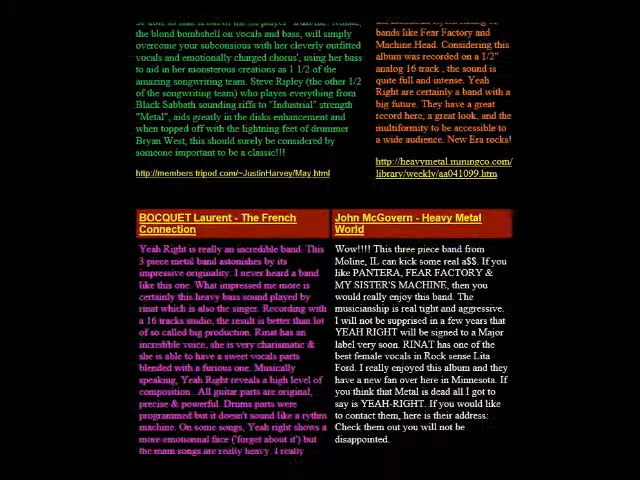 the blond bombshell on vocals and bass, will simply
overcome your subconsious with her cleverly outfitted
vocals and emotionally charged chorus', using her bass
to aid in her monsterous creations as 1 1/2 of the
amazing songwriting team. Steve Ripley (the other 1/2
of the songwriting team) who playes everything from
Black Sabbath sounding riffs to "Industrial" strength
"Metal", aids greatly in the disks enhancement and
when topped off with the lightning feet of drummer
Bryan West, this should surely be considered by
someone important to be a classic!!!
http://members.tripod.com/~JustinHarvey/May.html
bands like Fear Factory and
Machine Head. Considering this
album was recorded on a 1/2"
analog 16 track , the sound is
quite full and intense. Yeah
Right are certainly a band with a
big future. They have a great
record here, a great look, and the
multiformity to be accessible to
a wide audience. New Era rocks!
http://heavymetal.miningco.com/
library/weekly/aa041099.htm
BOCQUET Laurent - The French
Connection
Yeah Right is really an incredible band. This
3 piece metal band astonishes by its
impressive originality. I never heard a band
like this one. What impressed me more is
certainly this heavy bass sound played by
rinat which is also the singer. Recording with
a 16 tracks studio, the result is better than lot
of so called big production. Rinat has an
incredible voice, she is very charismatic &
she is able to have a sweet vocals parts
blended with a furious one. Musically
speaking, Yeah Right reveals a high level of
composition . All guitar parts are original,
precise & powerful. Drums parts were
programmed but it doesn't sound like a rythm
machine. On some songs, Yeah right shows a
more emotionnal face ('forget about it') but
the main songs are really heavy. I really
John McGovern - Heavy Metal
World
Wow!!!! This three piece band from
Moline, IL can kick some real a$$. If you
like PANTERA, FEAR FACTORY &
MY SISTER'S MACHINE, then you
would really enjoy this band. The
musicianship is real tight and aggressive.
I will not be supprised in a few years that
YEAH RIGHT will be signed to a Major
label very soon. RINAT has one of the
best female vocals in Rock sense Lita
Ford. I really enjoyed this album and they
have a new fan over here in Minnesota. If
you think that Metal is dead all I got to
say is YEAH-RIGHT. If you would like
to contact them, here is their address:
Check them out you will not be
disappointed.